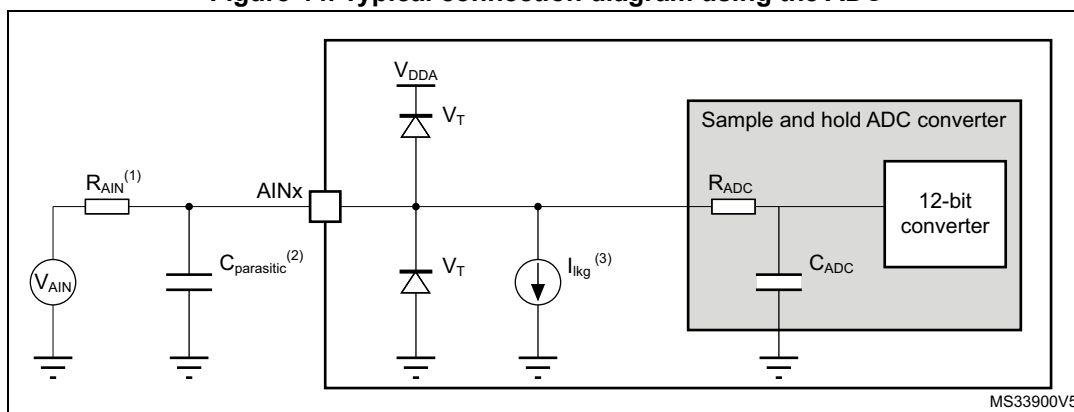 Figure 14. Typical connection diagram using the ADC
VDDA
VT
Sample and hold ADC converter
RAIN(1)
AINx
RADC
12-bit
converter
Cparasitic(2)
VT
Ilkg(3)
CADC
VAIN
MS33900V5